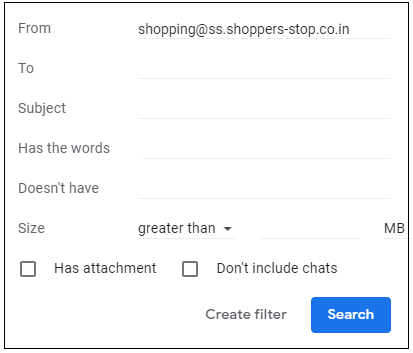 From shopping@ss.shoppers-stop.co.in
To
Subject
Has the words
Doesn't have
Size greater than MB
Has attachment Don't include chats
Create filter Search